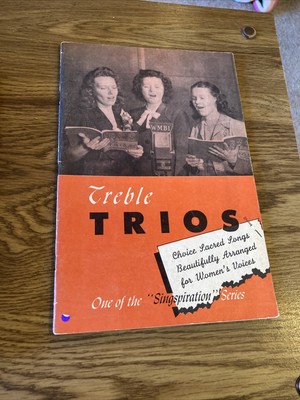 WMBI
Treble
TRIOS
Choice Sacred Songs
Beautifully Arranged
for Women's Voices
One of the "Singspiration" Series